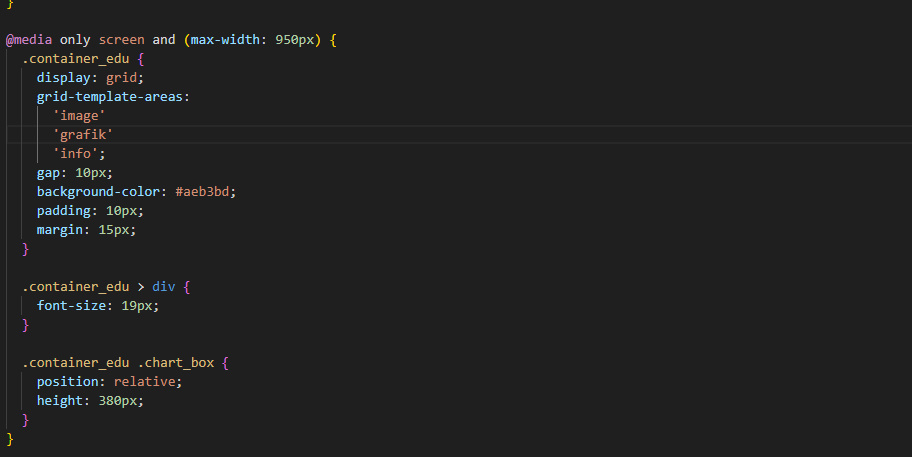 }
@media only screen and (max-width: 950px) {
.container_edu {
display: grid;
grid-template-areas:
'image'
'grafik'
'info';
gap: 10px;
background-color: #aeb3bd;
padding: 10px;
margin: 15px;
}
.container_edu > div {
font-size: 19px;
}
.container_edu .chart_box {
position: relative;
height: 380px;
}
}